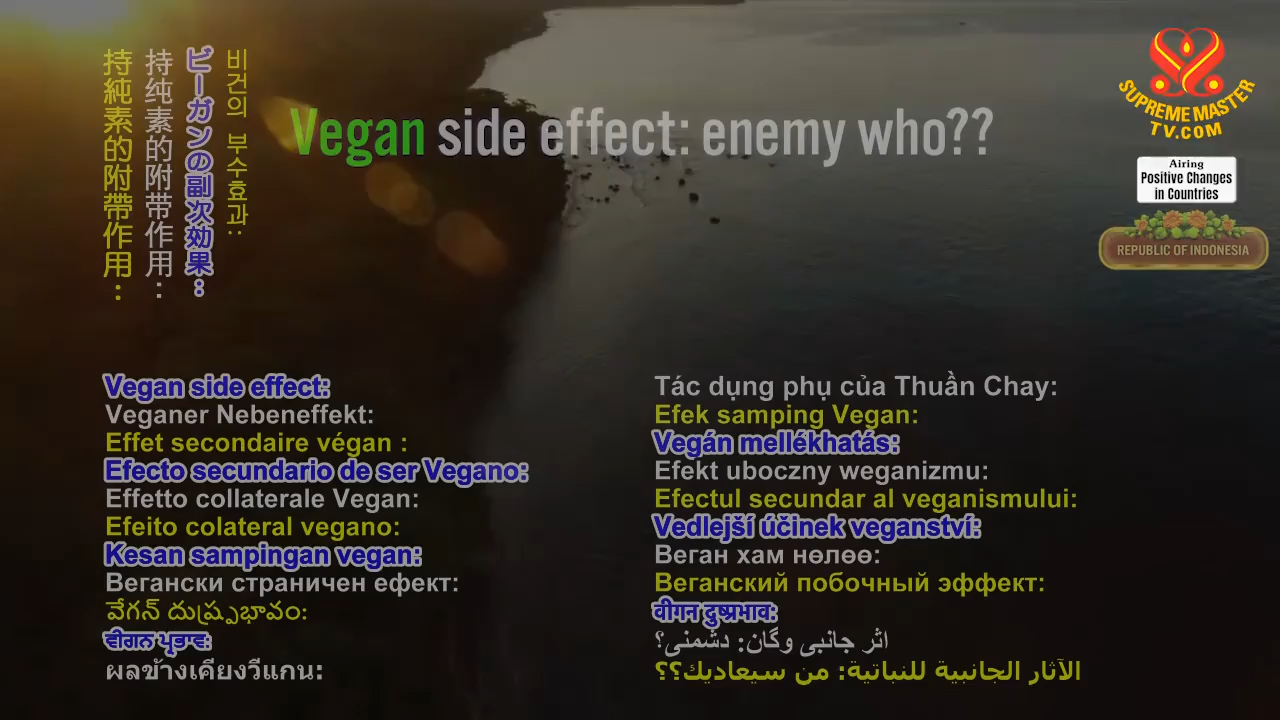 Vegan side effect: enemy who??
SUPREME MASTER
TV.COM
Airing
Positive Changes
in Countries
REPUBLIC OF INDONESIA
持純素的附帶作用：
持纯素的附带作用：
ビーガンの副次効果：
비건의 부수효과:
Vegan side effect:
Veganer Nebeneffekt:
Effet secondaire végan :
Efecto secundario de ser Vegano:
Effetto collaterale Vegan:
Efeito colateral vegano:
Kesan sampingan vegan:
Вегански страничен ефект:
వేగన్ దుష్ప్రభావం:
ਵੀਗਨ ਪ੍ਰਭਾਵ:
ผลข้างเคียงวีแกน:
Tác dụng phụ của Thuần Chay:
Efek samping Vegan:
Vegán mellékhatás:
Efekt uboczny weganizmu:
Efectul secundar al veganismului:
Vedlejší účinek veganství:
Веган хам нөлөө:
Веганский побочный эффект:
वीगन दुष्प्रभाव:
اثر جانبی وگان: دشمنی؟
الآثار الجانبية للنباتية: من سيعاديك؟؟